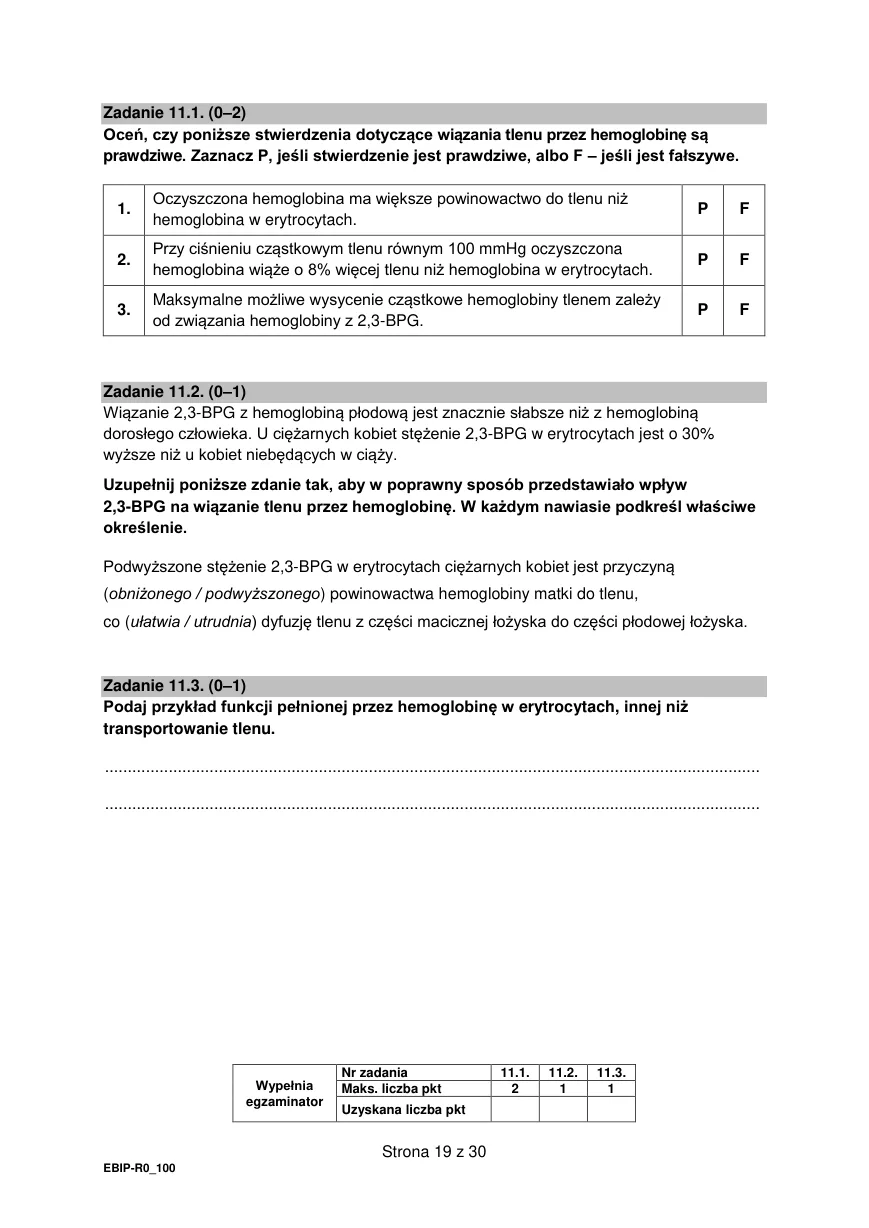 Zadanie 11.1. (0–2)
Oceń, czy poniższe stwierdzenia dotyczące wiązania tlenu przez hemoglobinę są
prawdziwe. Zaznacz P, jeśli stwierdzenie jest prawdziwe, albo F – jeśli jest fałszywe.
1. Oczyszczona hemoglobina ma większe powinowactwo do tlenu niż
hemoglobina w erytrocytach. P F
2. Przy ciśnieniu cząstkowym tlenu równym 100 mmHg oczyszczona
hemoglobina wiąże o 8% więcej tlenu niż hemoglobina w erytrocytach. P F
3. Maksymalne możliwe wysycenie cząstkowe hemoglobiny tlenem zależy
od związania hemoglobiny z 2,3-BPG. P F
Zadanie 11.2. (0–1)
Wiązanie 2,3-BPG z hemoglobiną płodową jest znacznie słabsze niż z hemoglobiną
dorosłego człowieka. U ciężarnych kobiet stężenie 2,3-BPG w erytrocytach jest o 30%
wyższe niż u kobiet niebędących w ciąży.
Uzupełnij poniższe zdanie tak, aby w poprawny sposób przedstawiało wpływ
2,3-BPG na wiązanie tlenu przez hemoglobinę. W każdym nawiasie podkreśl właściwe
określenie.
Podwyższone stężenie 2,3-BPG w erytrocytach ciężarnych kobiet jest przyczyną
(obniżonego / podwyższonego) powinowactwa hemoglobiny matki do tlenu,
co (ułatwia / utrudnia) dyfuzję tlenu z części macicznej łożyska do części płodowej łożyska.
Zadanie 11.3. (0–1)
Podaj przykład funkcji pełnionej przez hemoglobinę w erytrocytach, innej niż
transportowanie tlenu.
Wypełnia
egzaminator
Nr zadania 11.1. 11.2. 11.3.
Maks. liczba pkt 2 1 1
Uzyskana liczba pkt
Strona 19 z 30
EBIP-R0_100